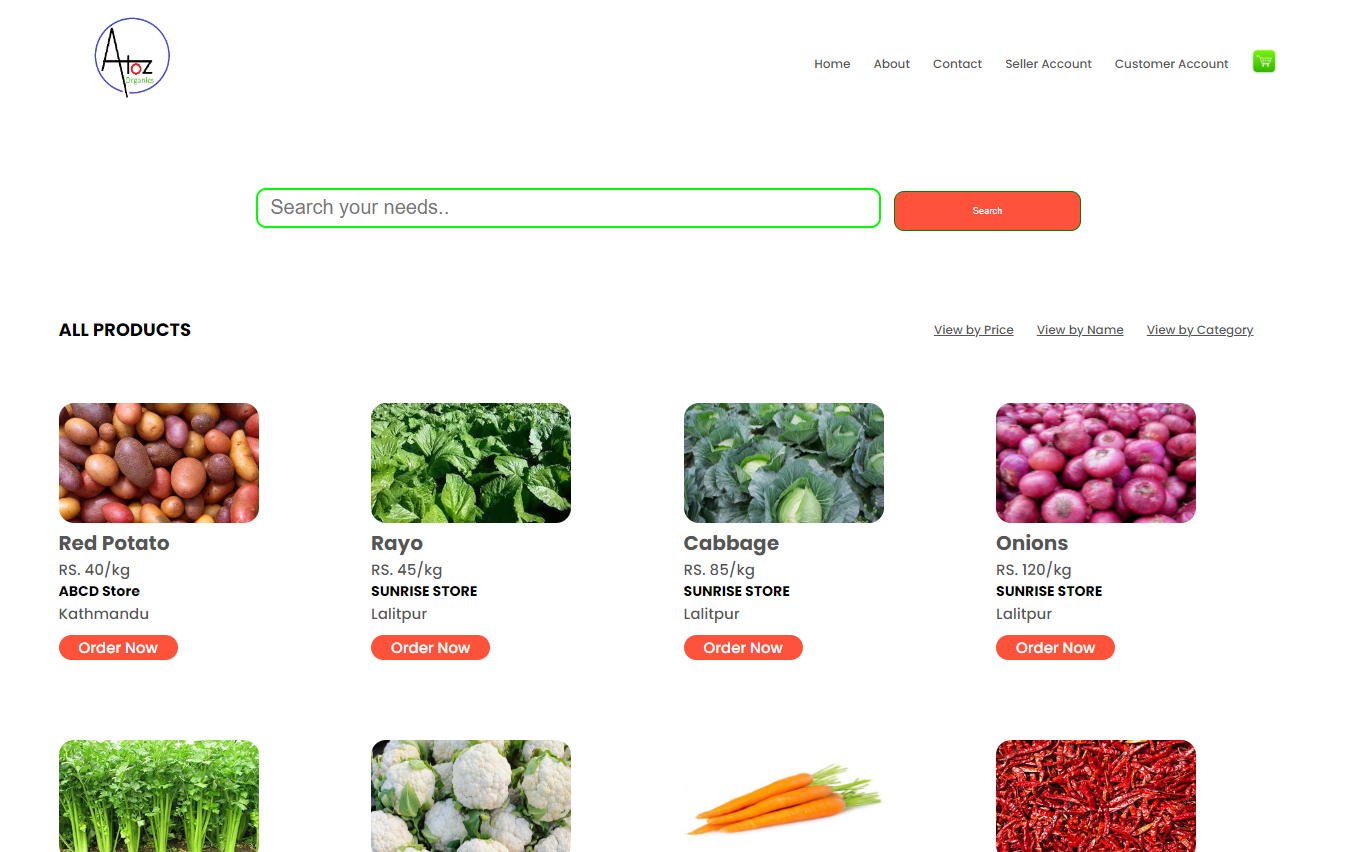 Atoz
Organics
Home About Contact Seller Account Customer Account
Search your needs.. Search
ALL PRODUCTS View by Price View by Name View by Category
Red Potato Rayo Cabbage Onions
RS. 40/kg RS. 45/kg RS. 85/kg RS. 120/kg
ABCD Store SUNRISE STORE SUNRISE STORE SUNRISE STORE
Kathmandu Lalitpur Lalitpur Lalitpur
Order Now Order Now Order Now Order Now